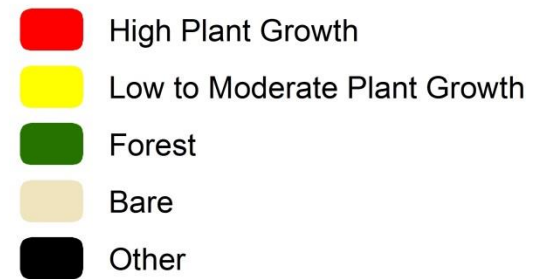 High Plant Growth
Low to Moderate Plant Growth
Forest
Bare
Other